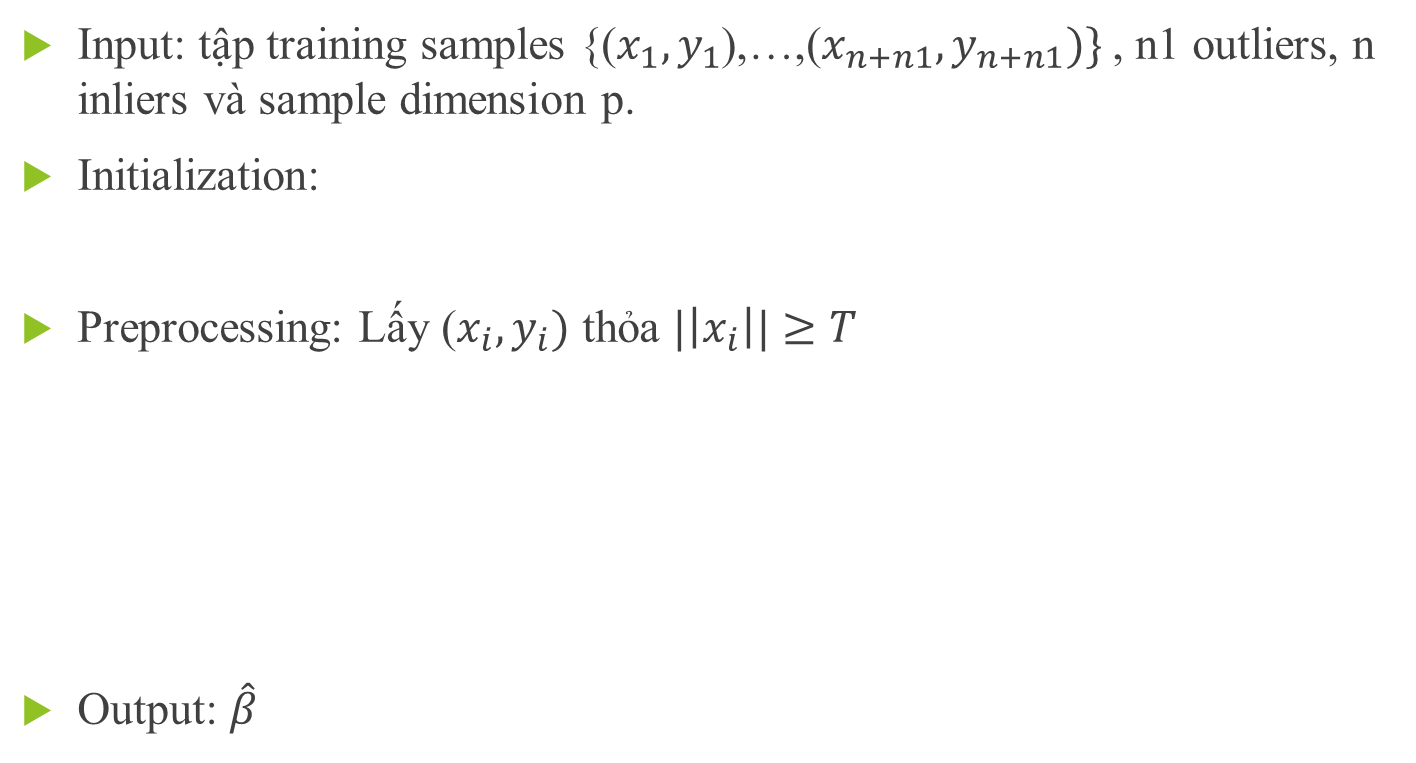 Input: tập training samples {(x₁, y₁),…,(xₙ₊ₙ₁, yₙ₊ₙ₁)} , n1 outliers, n
inliers và sample dimension p.
Initialization:
Preprocessing: Lấy (xᵢ, yᵢ) thỏa ||xᵢ|| ≥ T
Output: β̂